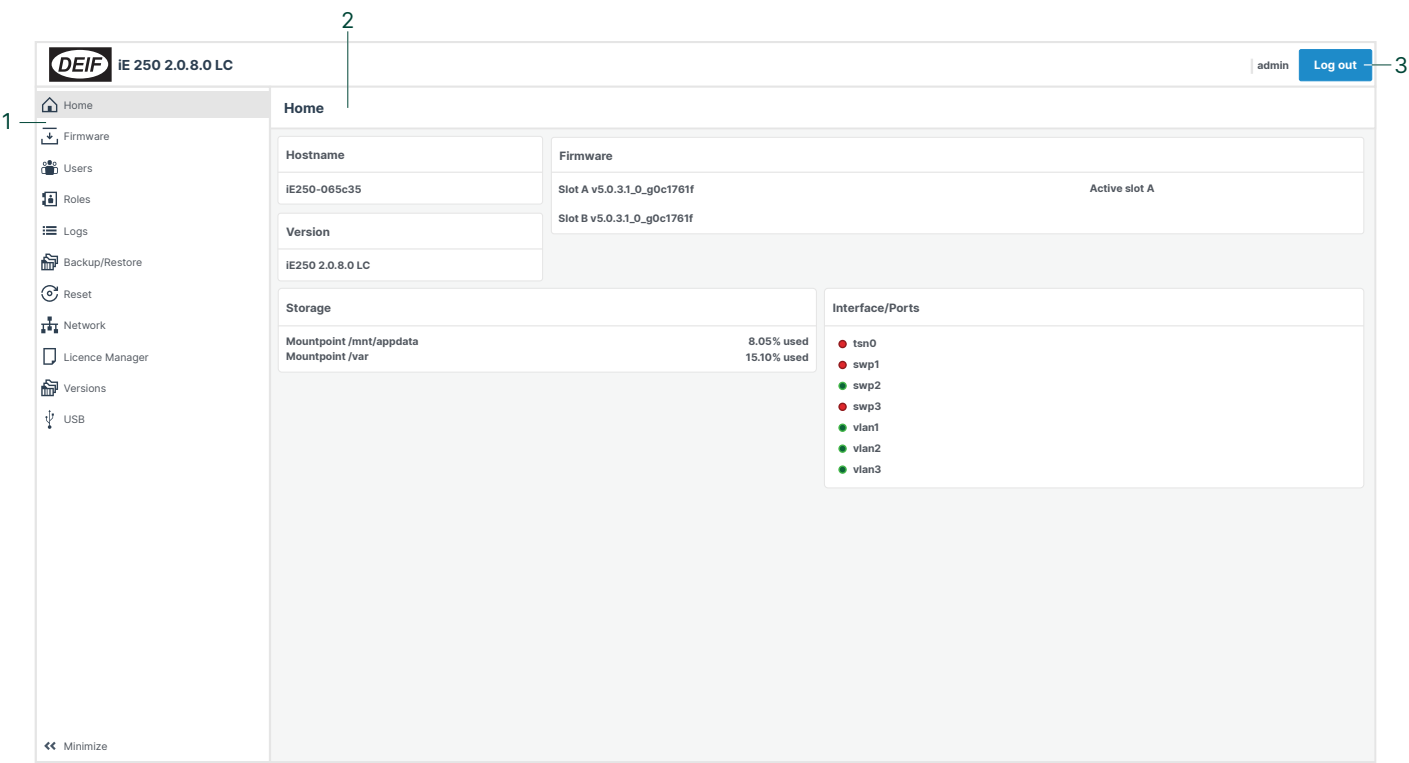 2
DEIF iE 250 2.0.8.0 LC
admin
Log out
3
1
Home
Firmware
Users
Roles
Logs
Backup/Restore
Reset
Network
Licence Manager
Versions
USB
Minimize
Home
Hostname
iE250-065c35
Version
iE250 2.0.8.0 LC
Firmware
Slot A v5.0.3.1_0_g0c1761f
Active slot A
Slot B v5.0.3.1_0_g0c1761f
Storage
Mountpoint /mnt/appdata 8.05% used
Mountpoint /var 15.10% used
Interface/Ports
tsn0
swp1
swp2
swp3
vlan1
vlan2
vlan3